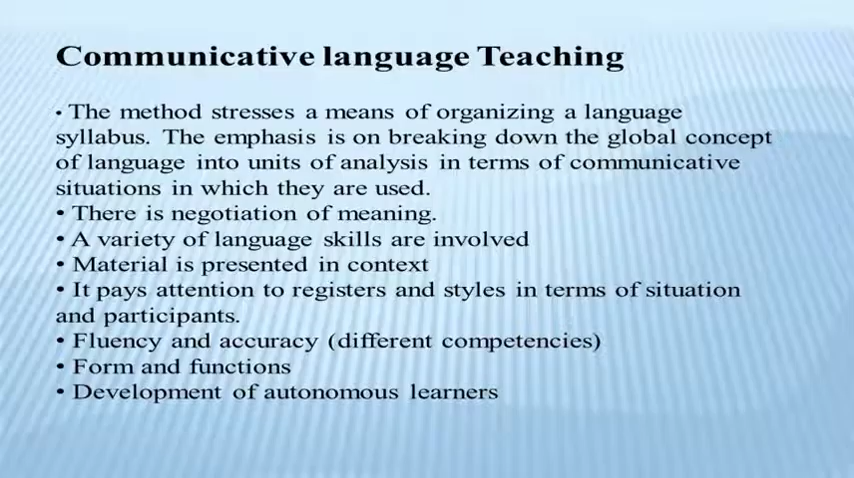 Communicative language Teaching
• The method stresses a means of organizing a language
syllabus. The emphasis is on breaking down the global concept
of language into units of analysis in terms of communicative
situations in which they are used.
• There is negotiation of meaning.
• A variety of language skills are involved
• Material is presented in context
• It pays attention to registers and styles in terms of situation
and participants.
• Fluency and accuracy (different competencies)
• Form and functions
• Development of autonomous learners